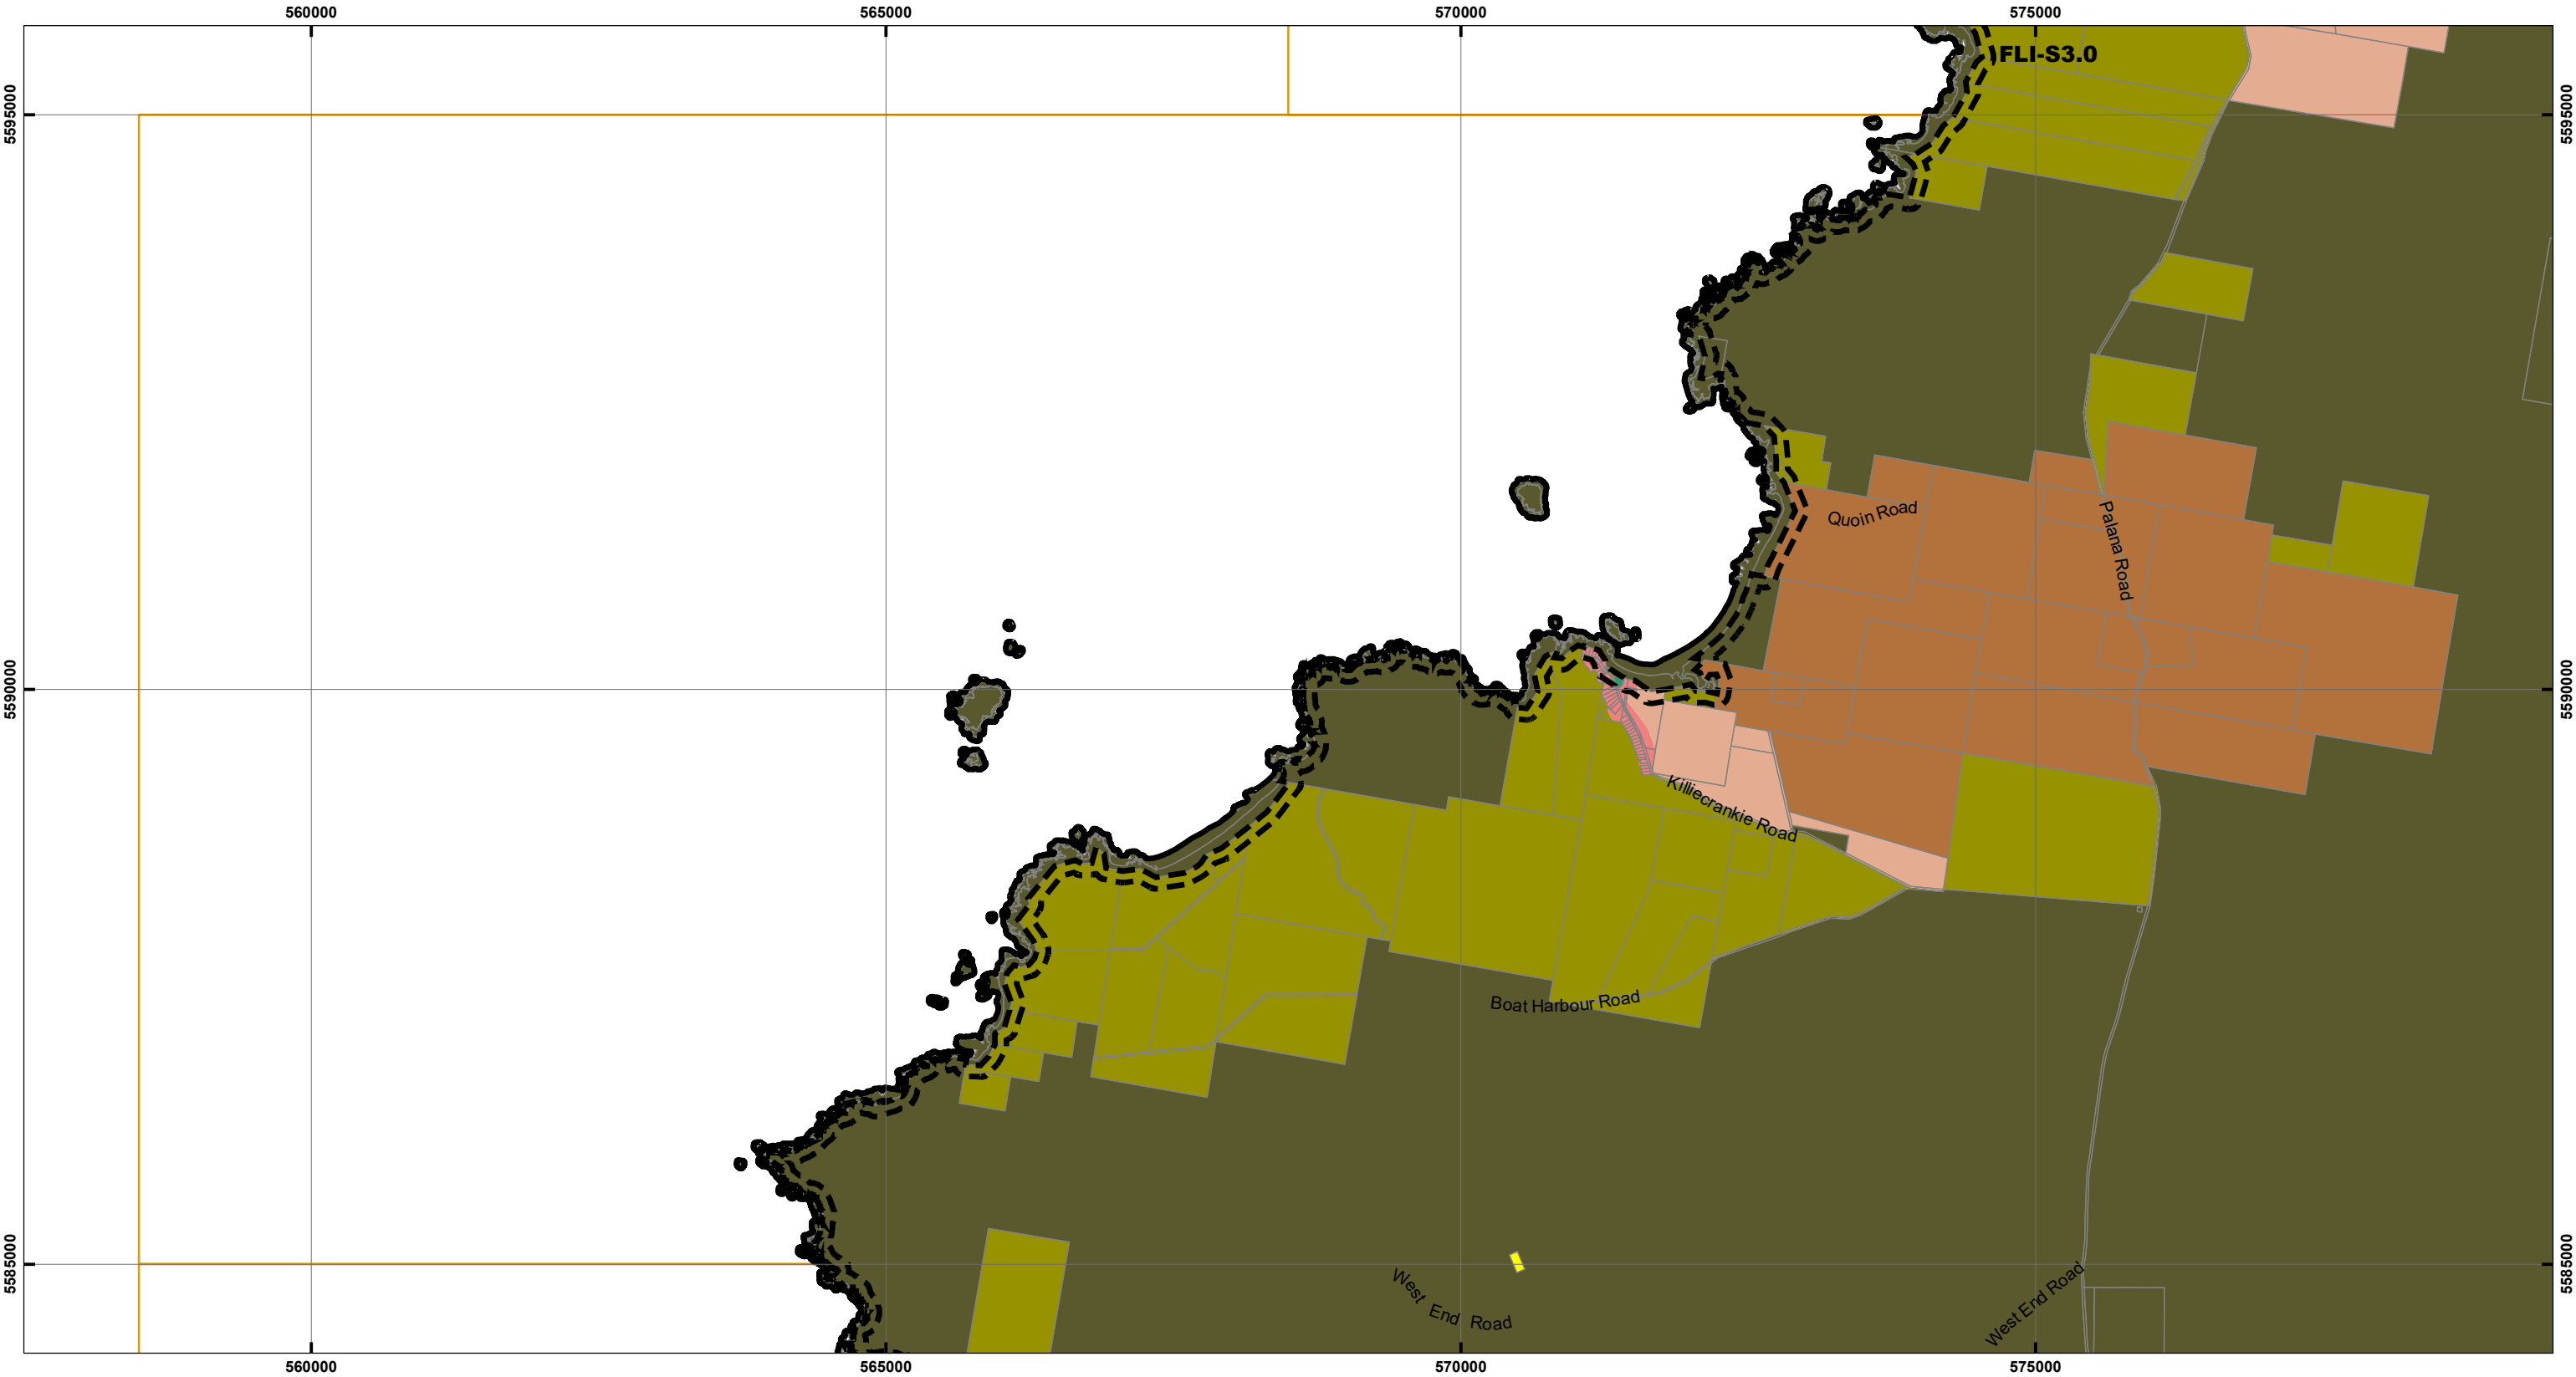 560000 565000 570000 575000
FLI-S3.0
5595000 5595000
Quoin Road
Palana Road
5590000 5590000
Killiecrankie Road
Boat Harbour Road
5585000 5585000
West End Road
West End Road
560000 565000 570000 575000